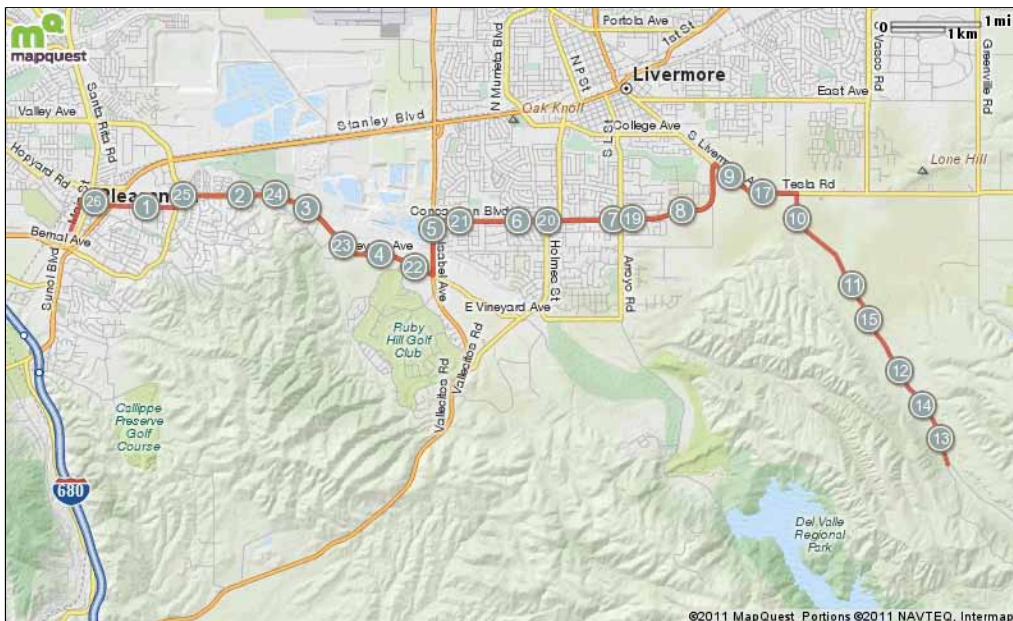 mapquest
Portola Ave
0
1 mi
1 km
1st St
S Vasco Rd
Greenville Rd
N Murrieta Blvd
N P St
Livermore
Santa Rita Rd
East Ave
Valley Ave
Stanley Blvd
Oak Knoll
College Ave
Hopyard Rd
S L St
S Liverm
Lone Hill
Tesla Rd
Pleasan
26
1
25
2
24
3
9
17
Bernal Ave
Sunol Blvd
5
21
6
20
7
19
8
10
23
4
22
Isabel Ave
Holmes St
Arroyo Rd
E Vineyard Ave
11
15
12
14
13
Ruby
Hill Golf
Club
Vallecitos Rd
Vallecitos Rd
Callippe
Preserve
Golf
Course
680
Del Valle
Regional
Park
©2011 MapQuest Portions ©2011 NAVTEQ, Intermap